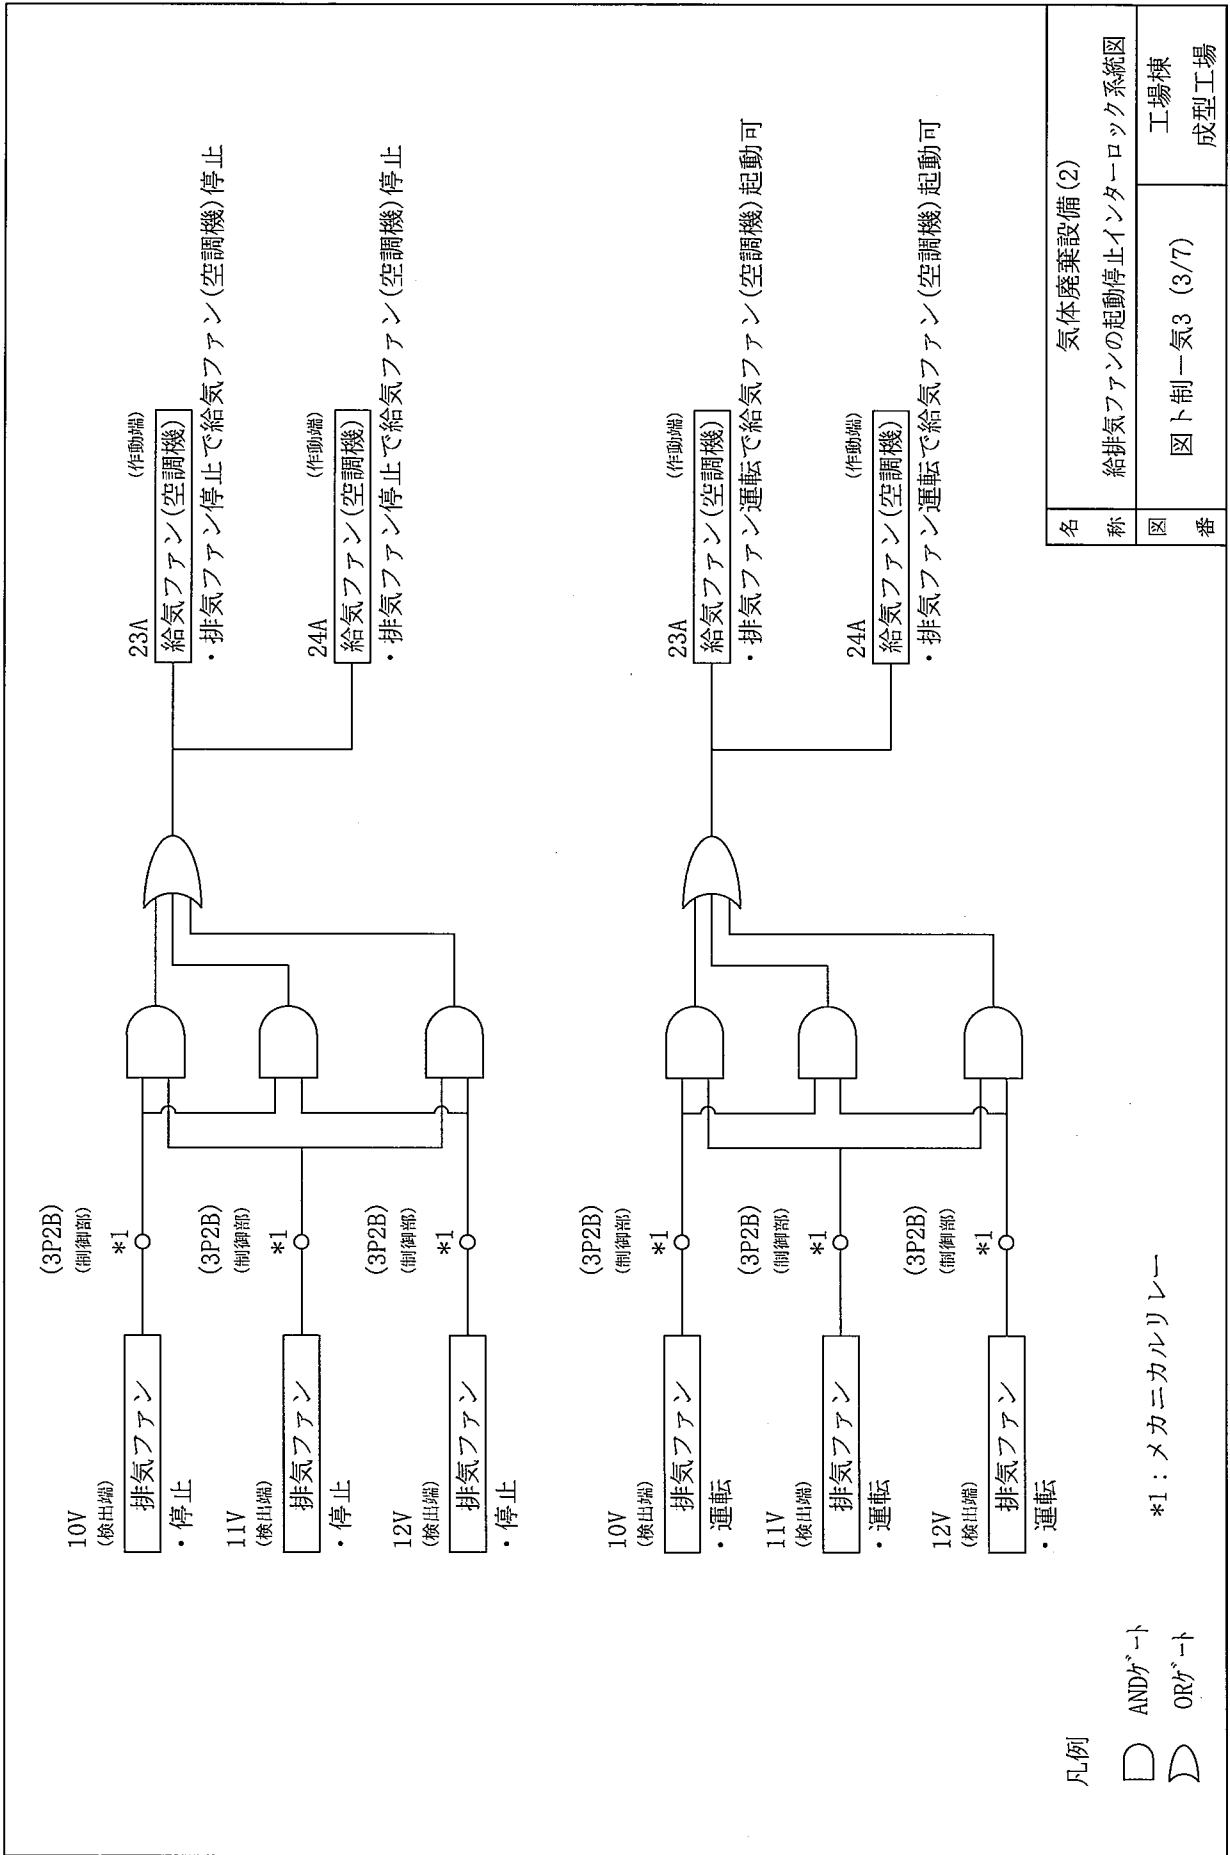 10V
(検出端)
排気ファン
・停止
(3P2B)
(制御部)
*1
11V
(検出端)
排気ファン
・停止
(3P2B)
(制御部)
*1
12V
(検出端)
排気ファン
・停止
(3P2B)
(制御部)
*1
23A
(作動端)
給気ファン(空調機)
・排気ファン停止で給気ファン(空調機)停止
24A
(作動端)
給気ファン(空調機)
・排気ファン停止で給気ファン(空調機)停止
10V
(検出端)
排気ファン
・運転
(3P2B)
(制御部)
*1
11V
(検出端)
排気ファン
・運転
(3P2B)
(制御部)
*1
12V
(検出端)
排気ファン
・運転
(3P2B)
(制御部)
*1
23A
(作動端)
給気ファン(空調機)
・排気ファン運転で給気ファン(空調機)起動可
24A
(作動端)
給気ファン(空調機)
・排気ファン運転で給気ファン(空調機)起動可
凡例
ANDゲート
ORゲート
*1：メカニカルリレー
名称
気体廃棄設備(2)
給排気ファンの起動停止インターロック系統図
図番
図ト制－気3 (3/7)
工場棟
成型工場